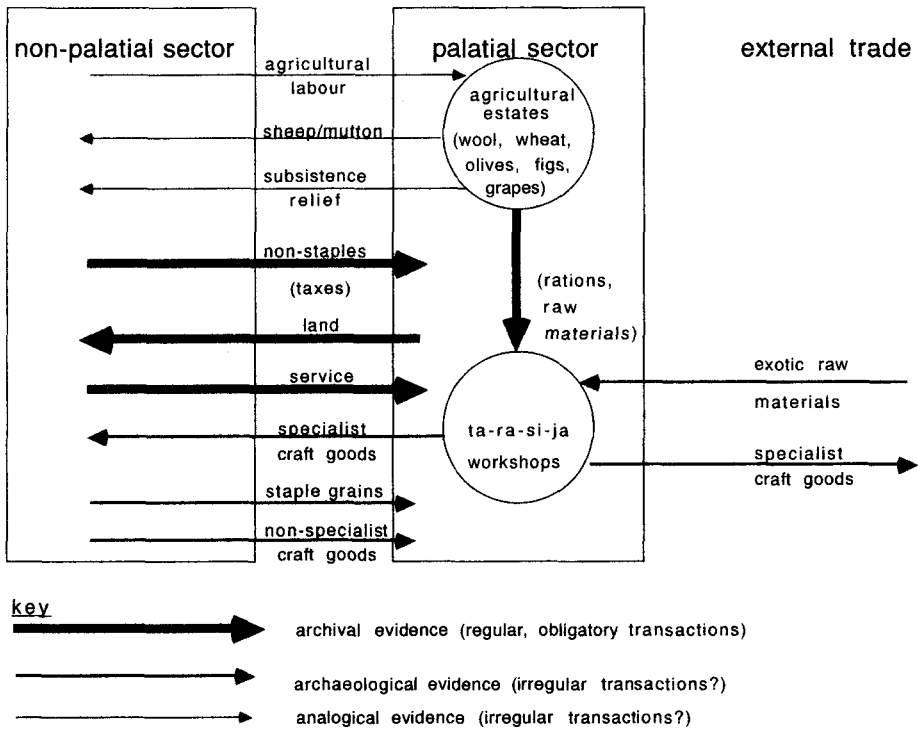 non-palatial sector
palatial sector
external trade
agricultural
labour
sheep/mutton
subsistence
relief
non-staples
(taxes)
land
service
specialist
craft goods
staple grains
non-specialist
craft goods
agricultural
estates
(wool, wheat,
olives, figs,
grapes)
(rations,
raw
materials)
ta-ra-si-ja
workshops
exotic raw
materials
specialist
craft goods
key
archival evidence (regular, obligatory transactions)
archaeological evidence (irregular transactions?)
analogical evidence (irregular transactions?)